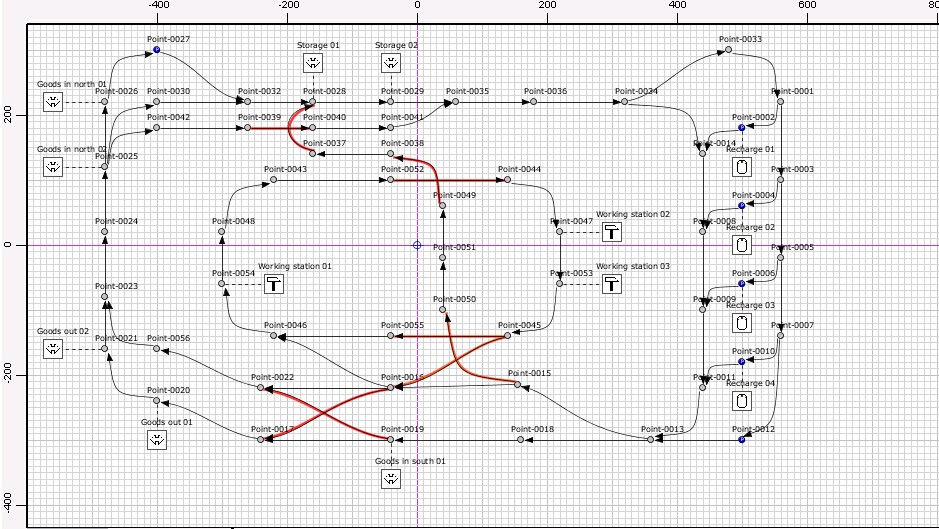 -400 -200 0 200 400 600 80
Point-0027
Point-0033
Storage 01 Storage 02
Goods in north 01
Point-0026 Point-0030 Point-0032 Point-0028 Point-0029 Point-0035 Point-0036 Point-0034 Point-0001
200
Point-0042 Point-0039 Point-0040 Point-0041 Point-0002
Goods in north 02
Point-0025 Point-0037 Point-0038 Point-0014
Recharge 01
Point-0043 Point-0052 Point-0044 Point-0003
Point-0049 Point-0004
Point-0024 Point-0048 Point-0047 Working station 02 Point-0008
Recharge 02
0
Point-0051 Point-0005
Point-0054 Working station 01 Point-0053 Working station 03 Point-0006
Point-0023 Point-0050 Point-0009
Recharge 03
Goods out 02
Point-0021 Point-0056 Point-0046 Point-0055 Point-0045 Point-0007
Point-0010
-200
Point-0022 Point-0016 Point-0015 Point-0011
Recharge 04
Point-0020
Goods out 01
Point-0017 Point-0019 Point-0018 Point-0013 Point-0012
Goods in south 01
-400